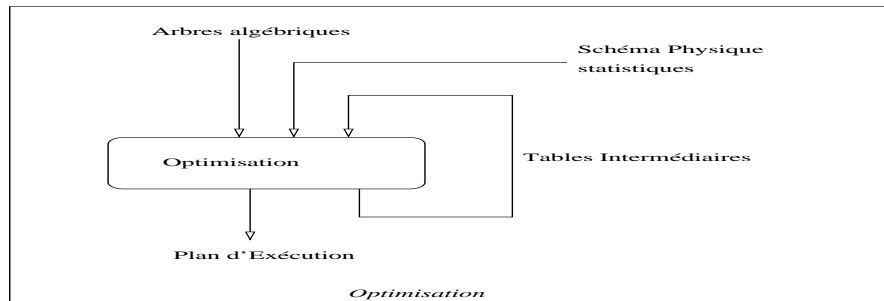 Arbres algébriques
Schéma Physique
statistiques
Optimisation
Tables Intermédiaires
Plan d'Exécution
Optimisation